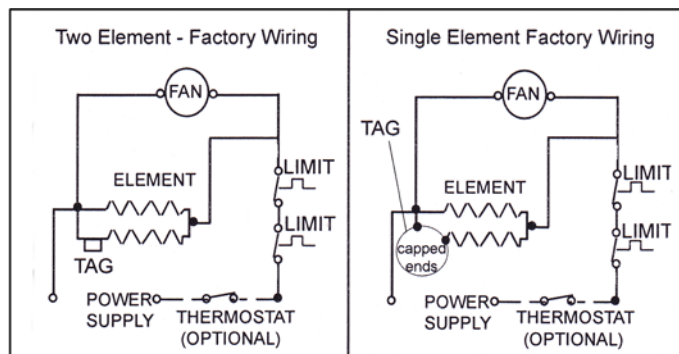 Two Element - Factory Wiring
FAN
LIMIT
ELEMENT
LIMIT
TAG
POWER
SUPPLY
THERMOSTAT
(OPTIONAL)
Single Element Factory Wiring
FAN
TAG
LIMIT
ELEMENT
LIMIT
capped
ends
POWER
SUPPLY
THERMOSTAT
(OPTIONAL)